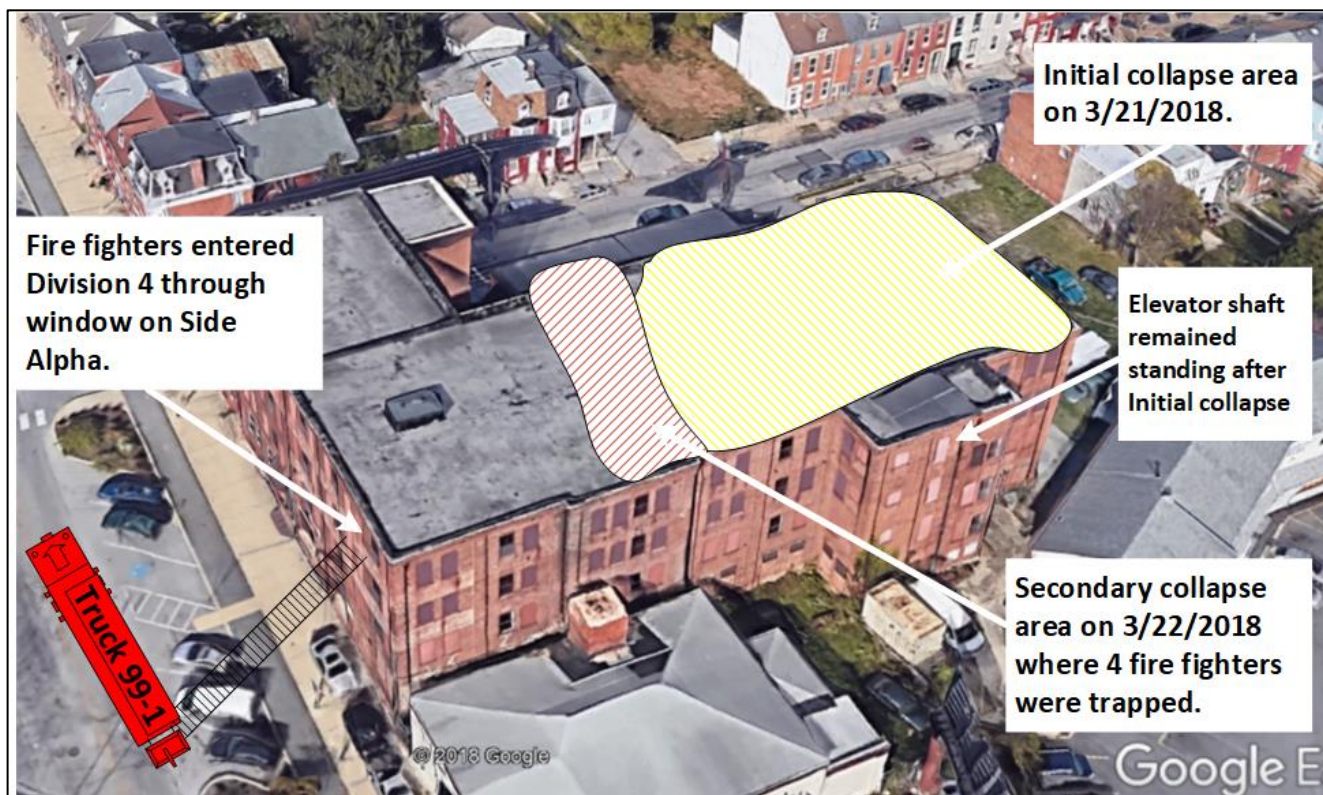 Initial collapse area
on 3/21/2018.
Fire fighters entered
Division 4 through
window on Side
Alpha.
Elevator shaft
remained
standing after
Initial collapse
Truck 99-1
Secondary collapse
area on 3/22/2018
where 4 fire fighters
were trapped.
© 2018 Google
Google E